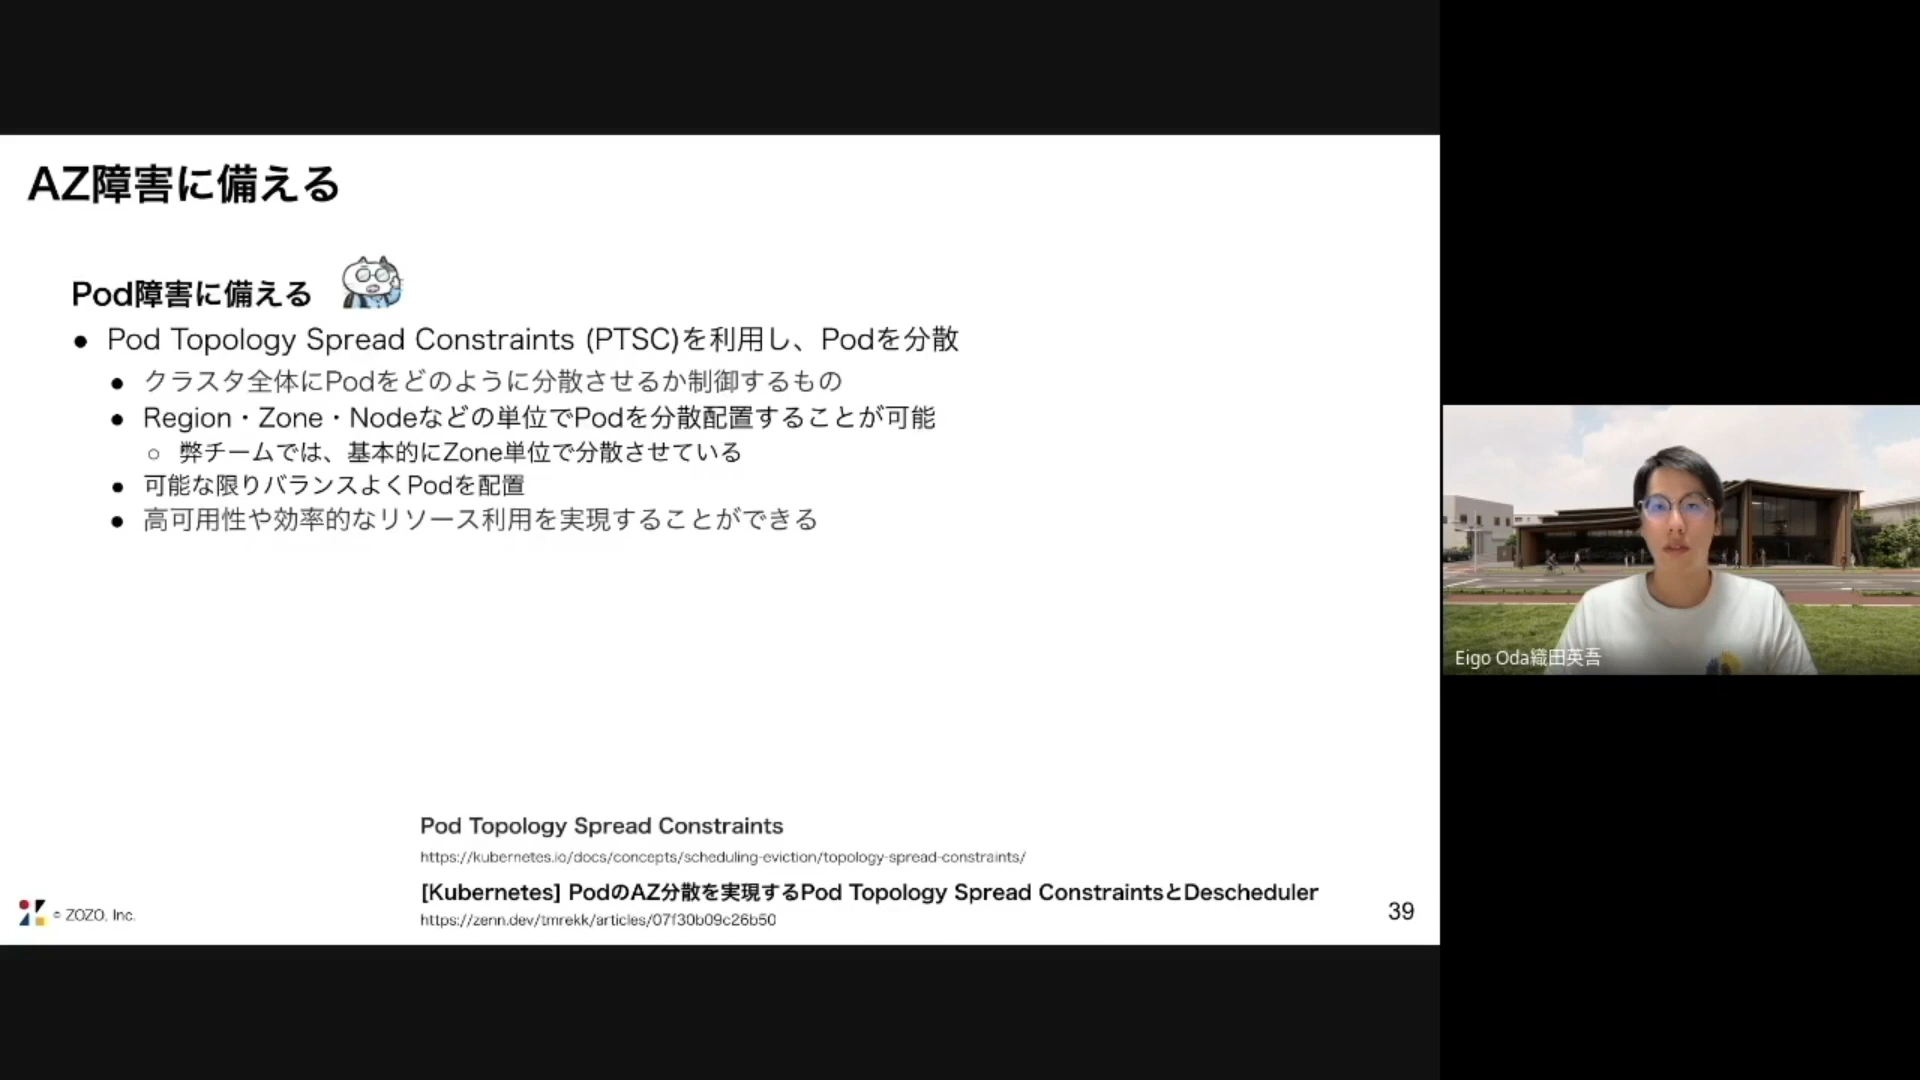 AZ障害に備える
Pod障害に備える
● Pod Topology Spread Constraints (PTSC)を利用し、Podを分散
● クラスタ全体にPodをどのように分散させるか制御するもの
● Region・Zone・Nodeなどの単位でPodを分散配置することが可能
○ 弊チームでは、基本的にZone単位で分散させている
● 可能な限りバランスよくPodを配置
● 高可用性や効率的なリソース利用を実現することができる
Pod Topology Spread Constraints
https://kubernetes.io/docs/concepts/scheduling-eviction/topology-spread-constraints/
[Kubernetes] PodのAZ分散を実現するPod Topology Spread ConstraintsとDescheduler
https://zenn.dev/tmrekk/articles/07f30b09c26b50
© ZOZO, Inc.
39
Eigo Oda織田英吾